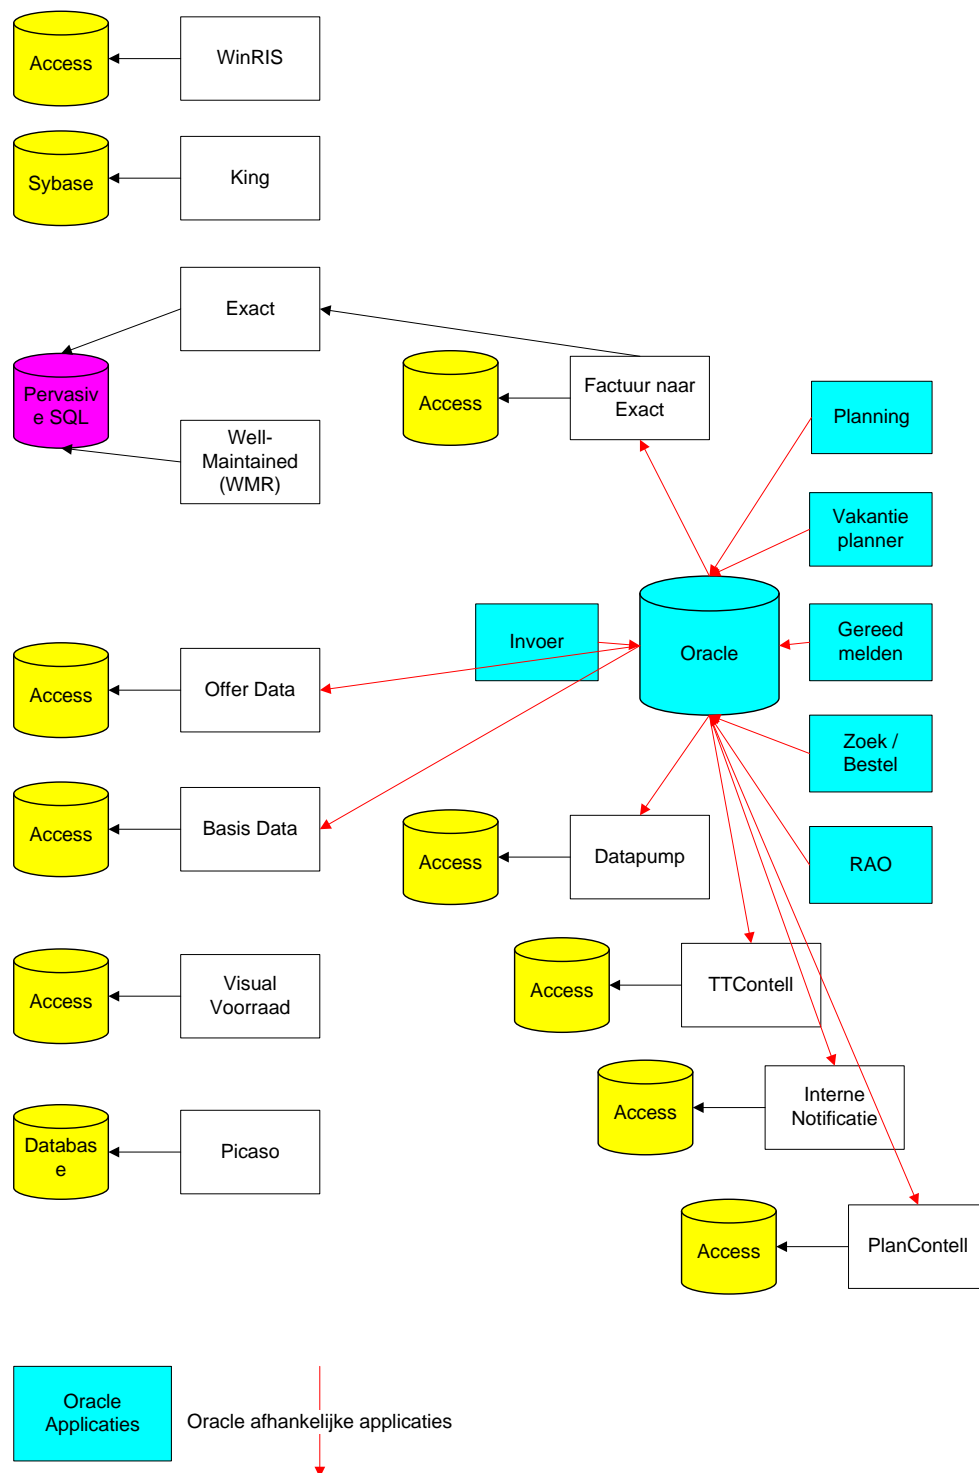 Access
WinRIS
Sybase
King
Exact
Pervasiv
e SQL
Well-
Maintained
(WMR)
Access
Factuur naar
Exact
Planning
Vakantie
planner
Invoer
Oracle
Gereed
melden
Access
Offer Data
Zoek /
Bestel
Access
Basis Data
Access
Datapump
RAO
Access
Visual
Voorraad
Access
TTContell
Access
Interne
Notificatie
Databas
e
Picaso
Access
PlanContell
Oracle
Applicaties
Oracle afhankelijke applicaties